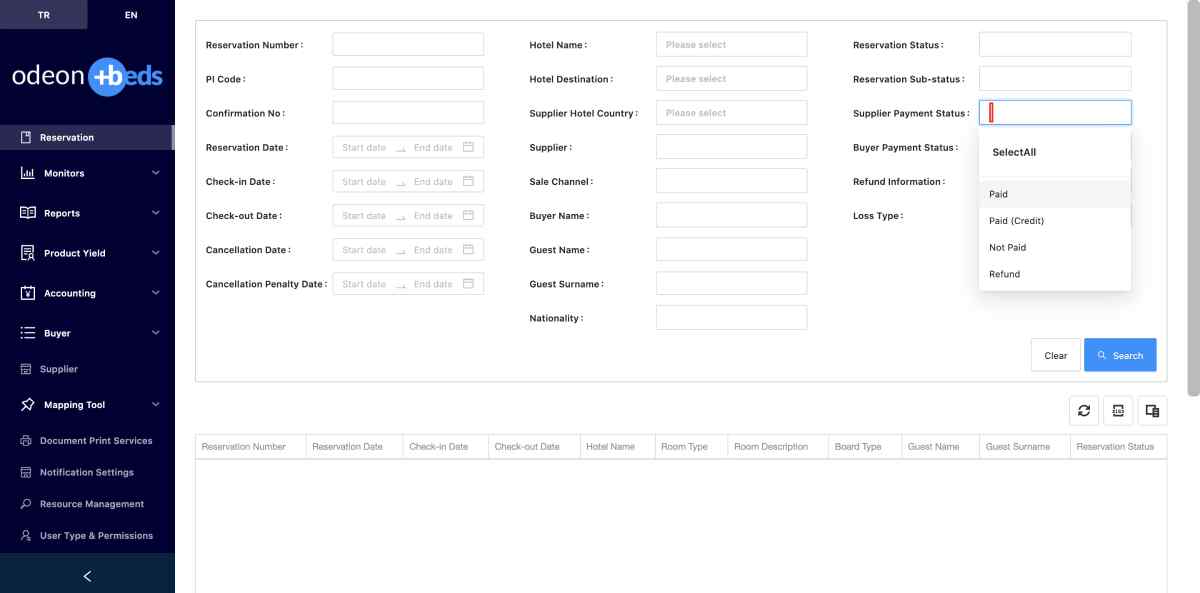 TR
EN
odeon +beds
Reservation
Monitors
Reports
Product Yield
Accounting
Buyer
Supplier
Mapping Tool
Document Print Services
Notification Settings
Resource Management
User Type & Permissions
Reservation Number :
PI Code :
Confirmation No :
Reservation Date : Start date End date
Check-in Date : Start date End date
Check-out Date : Start date End date
Cancellation Date : Start date End date
Cancellation Penalty Date : Start date End date
Hotel Name : Please select
Hotel Destination : Please select
Supplier Hotel Country : Please select
Supplier :
Sale Channel :
Buyer Name :
Guest Name :
Guest Surname :
Nationality :
Reservation Status :
Reservation Sub-status :
Supplier Payment Status :
Buyer Payment Status :
Refund Information :
Loss Type :
SelectAll
Paid
Paid (Credit)
Not Paid
Refund
Clear
Search
Reservation Number Reservation Date Check-in Date Check-out Date Hotel Name Room Type Room Description Board Type Guest Name Guest Surname Reservation Status